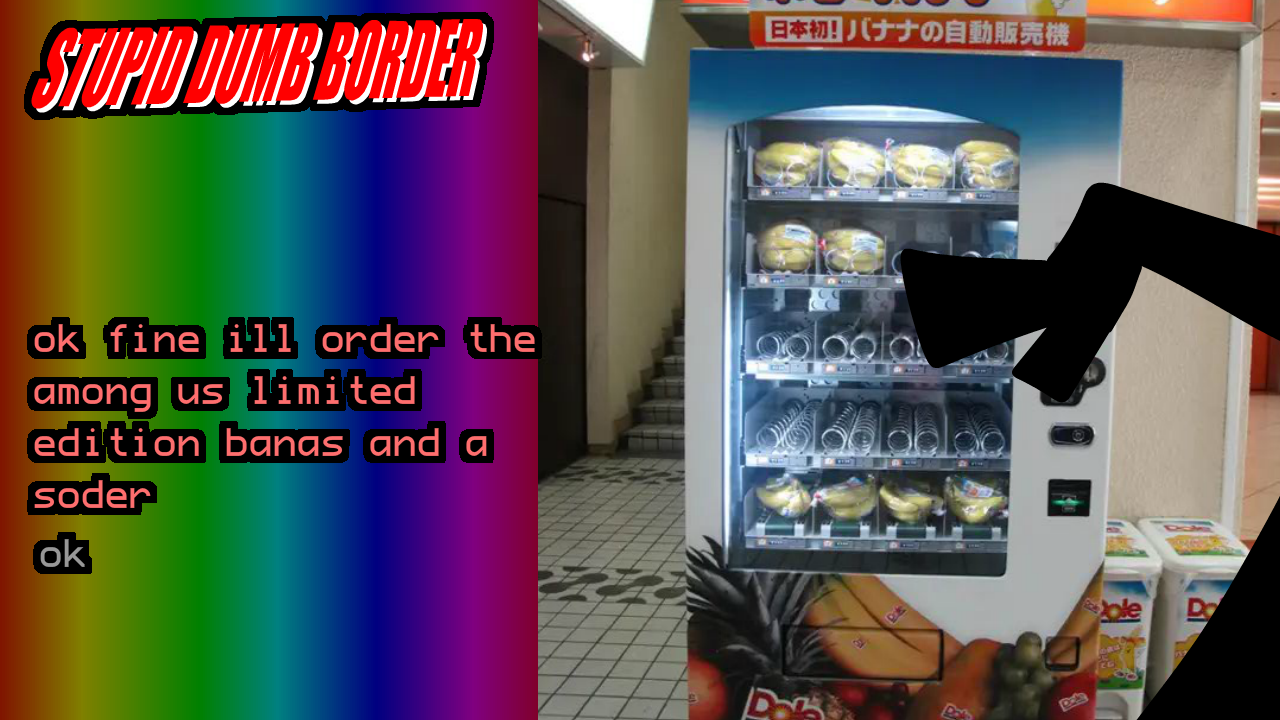 STUPID DUMB BORDER
日本初!バナナの自動販売機
ok fine ill order the
among us limited
edition banas and a
soder
ok
Dole
Dole
Dole